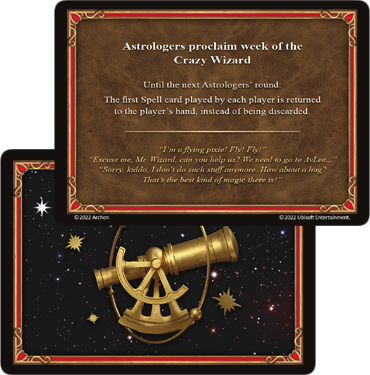 Astrologers proclaim week of the
Crazy Wizard
Until the next Astrologers' round:
The first Spell card played by each player is returned
to the player's hand, instead of being discarded.
"I'm a flying pixie! Fly! Fly!"
"Excuse me, Mr. Wizard, can you help us? We need to go to AvLee..."
"Sorry, kiddo, I don't do such stuff anymore. How about a hug?
That's the best kind of magic there is!"
©2022 Archon
©2022 Ubisoft Entertainment.